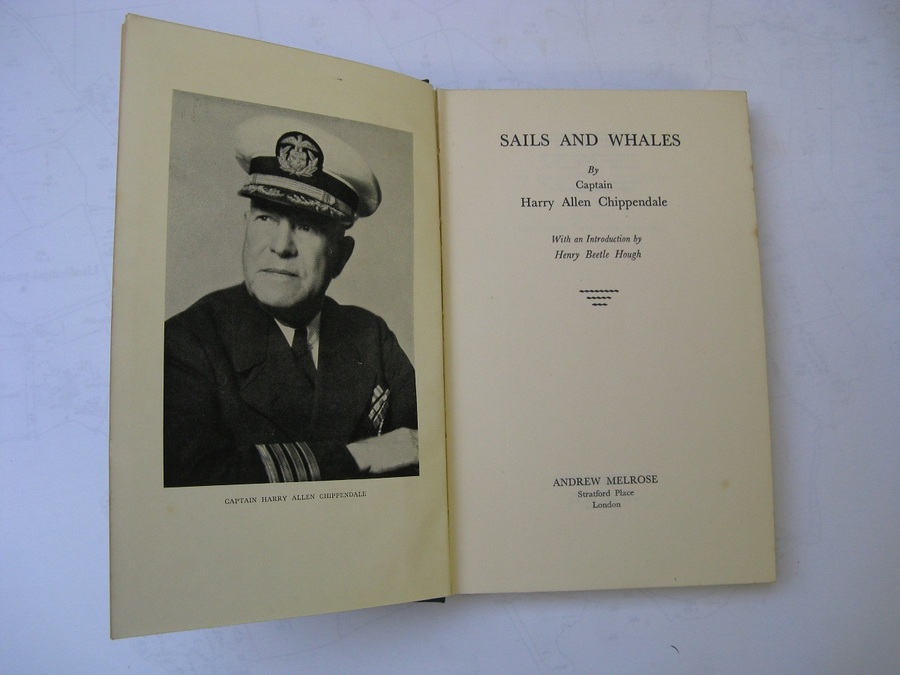 CAPTAIN HARRY ALLEN CHIPPENDALE
SAILS AND WHALES
By
Captain
Harry Allen Chippendale
With an Introduction by
Henry Beetle Hough
ANDREW MELROSE
Stratford Place
London